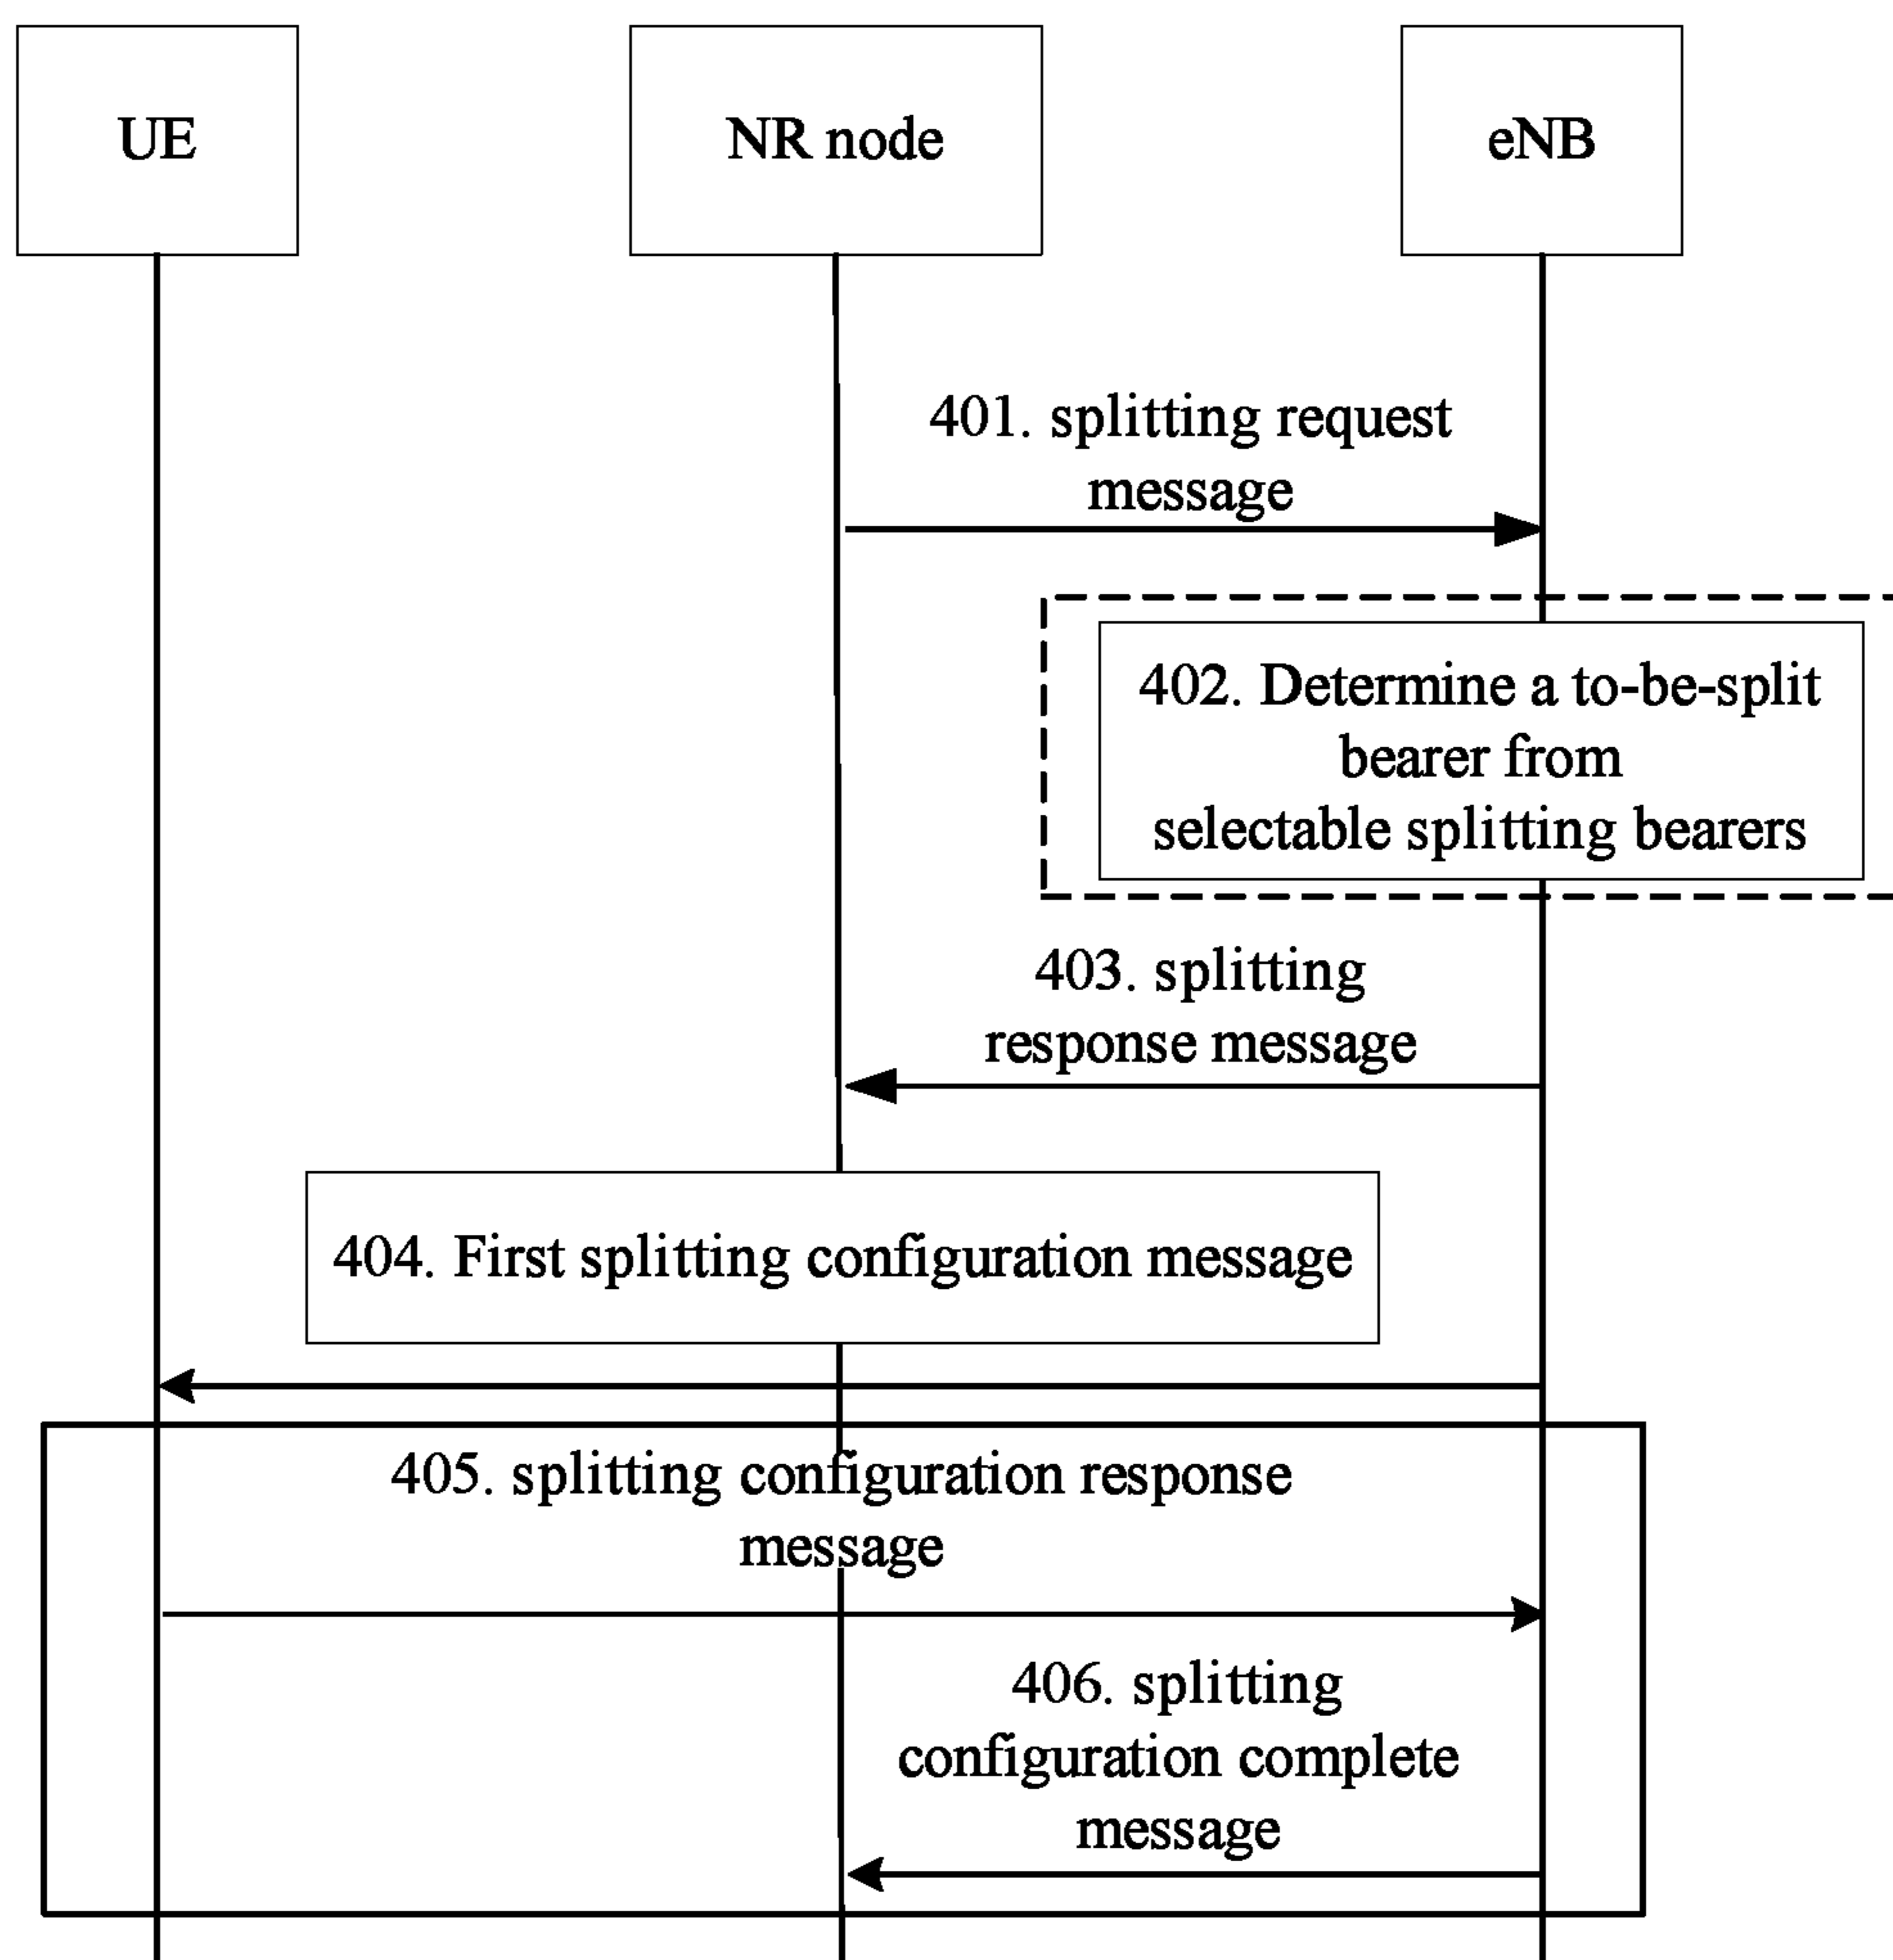 UE
NR node
eNB
401. splitting request
message
402. Determine a to-be-split
bearer from
selectable splitting bearers
403. splitting
response message
404. First splitting configuration message
405. splitting configuration response
message
406. splitting
configuration complete
message